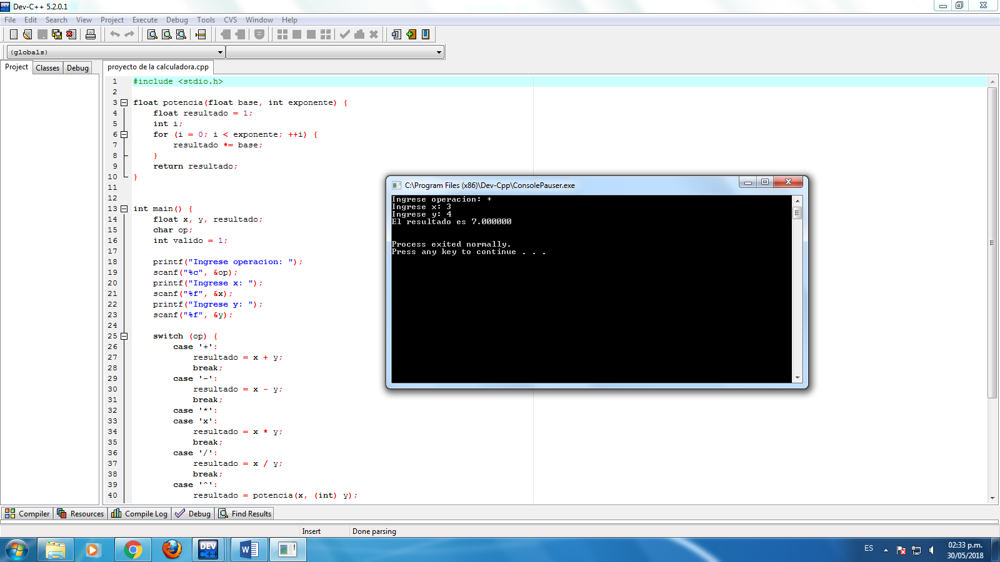 Dev-C++ 5.2.0.1
File Edit Search View Project Execute Debug Tools CVS Window Help
(globals)
Project Classes Debug
proyecto de la calculadora.cpp
1 #include <stdio.h>
2
3 float potencia(float base, int exponente) {
4     float resultado = 1;
5     int i;
6     for (i = 0; i < exponente; ++i) {
7         resultado *= base;
8     }
9     return resultado;
10 }
11
12
13 int main() {
14     float x, y, resultado;
15     char op;
16     int valido = 1;
17
18     printf("Ingrese operacion: ");
19     scanf("%c", &op);
20     printf("Ingrese x: ");
21     scanf("%f", &x);
22     printf("Ingrese y: ");
23     scanf("%f", &y);
24
25     switch (op) {
26         case '+':
27             resultado = x + y;
28             break;
29         case '-':
30             resultado = x - y;
31             break;
32         case '*':
33         case 'x':
34             resultado = x * y;
35             break;
36         case '/':
37             resultado = x / y;
38             break;
39         case '^':
40             resultado = potencia(x, (int) y);
C:\Program Files (x86)\Dev-Cpp\ConsolePauser.exe
Ingrese operacion: +
Ingrese x: 3
Ingrese y: 4
El resultado es 7.000000
Process exited normally.
Press any key to continue . . .
Compiler Resources Compile Log Debug Find Results
Insert Done parsing
DEV C++
W
ES
02:33 p.m.
30/05/2018